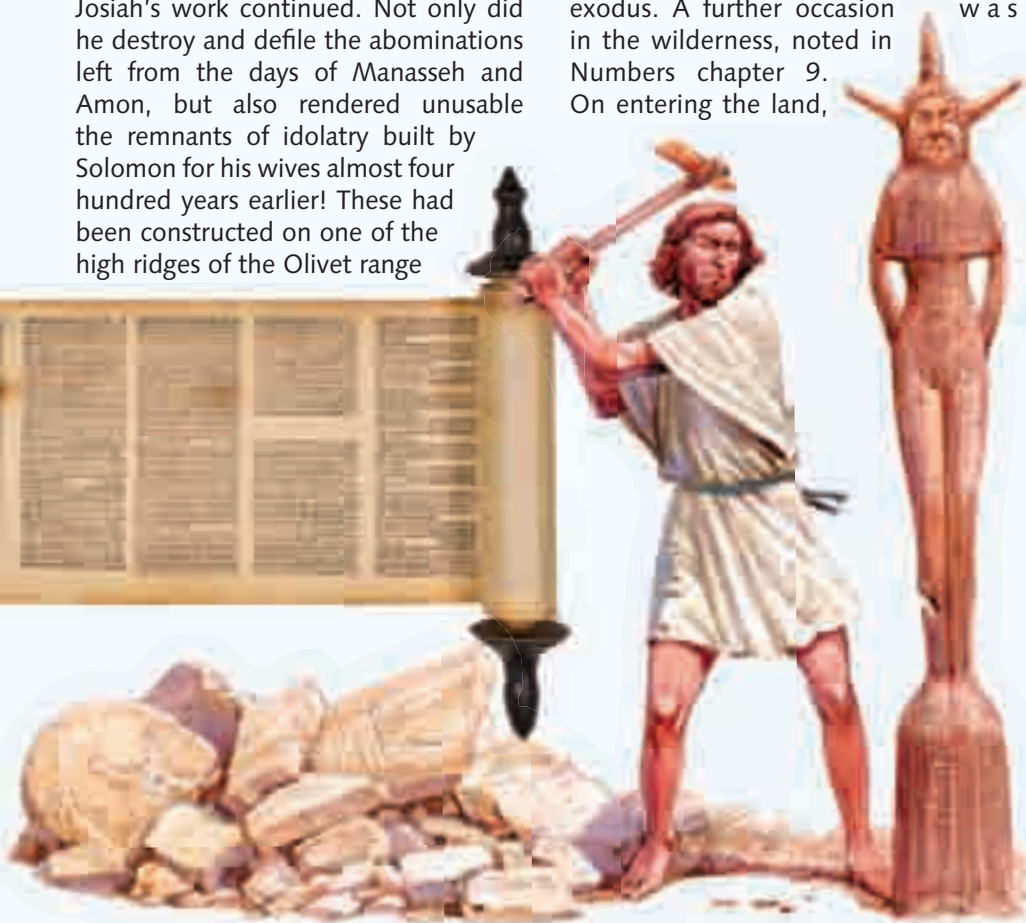 Josiah's work continued. Not only did
he destroy and defile the abominations
left from the days of Manasseh and
Amon, but also rendered unusable
the remnants of idolatry built by
Solomon for his wives almost four
hundred years earlier! These had
been constructed on one of the
high ridges of the Olivet range
exodus. A further occasion
in the wilderness, noted in
Numbers chapter 9.
On entering the land,
was